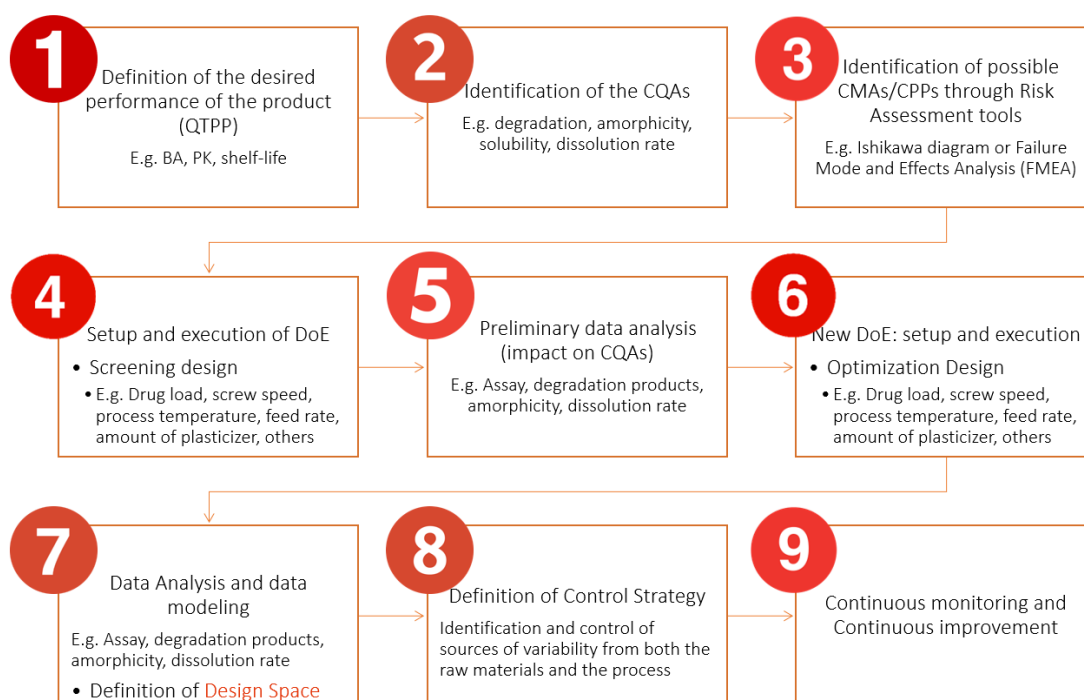 1
Definition of the desired
performance of the product
(QTPP)
E.g. BA, PK, shelf-life
2
Identification of the CQAs
E.g. degradation, amorphicity,
solubility, dissolution rate
3
Identification of possible
CMAs/CPPs through Risk
Assessment tools
E.g. Ishikawa diagram or Failure
Mode and Effects Analysis (FMEA)
4
Setup and execution of DoE
• Screening design
• E.g. Drug load, screw speed,
process temperature, feed rate,
amount of plasticizer, others
5
Preliminary data analysis
(impact on CQAs)
E.g. Assay, degradation products,
amorphicity, dissolution rate
6
New DoE: setup and execution
• Optimization Design
• E.g. Drug load, screw speed,
process temperature, feed rate,
amount of plasticizer, others
7
Data Analysis and data
modeling
E.g. Assay, degradation products,
amorphicity, dissolution rate
• Definition of Design Space
8
Definition of Control Strategy
Identification and control of
sources of variability from both the
raw materials and the process
9
Continuous monitoring and
Continuous improvement